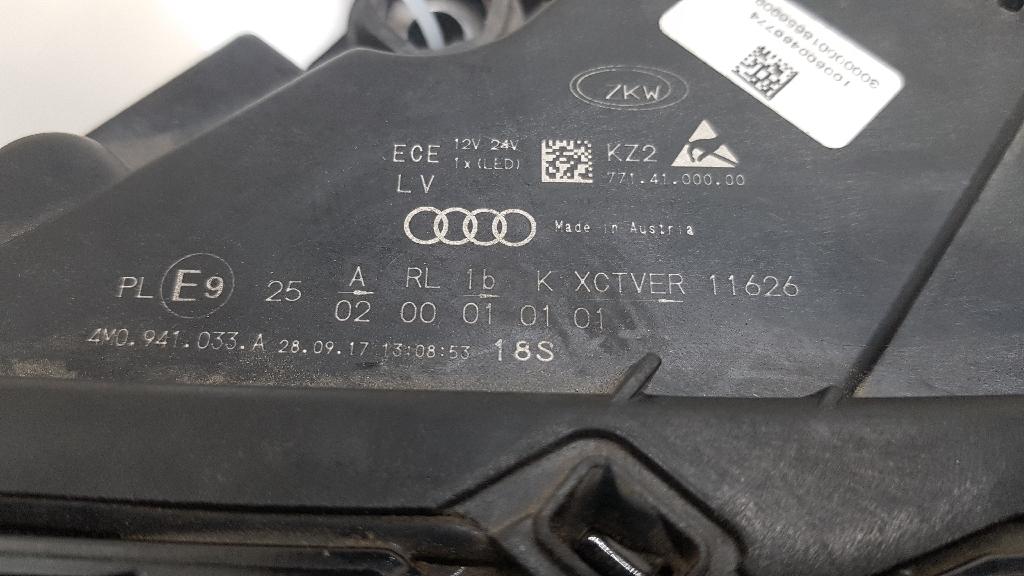 ZKW
ECE 12V 24V
1x (LED)
LV
KZ2
771.41.000.00
Made in Austria
PL E9 25 A RL 1b K XCTVER 11626
02 00 01 01 01
4M0.941.033.A 28.09.17 13:08:53 18S